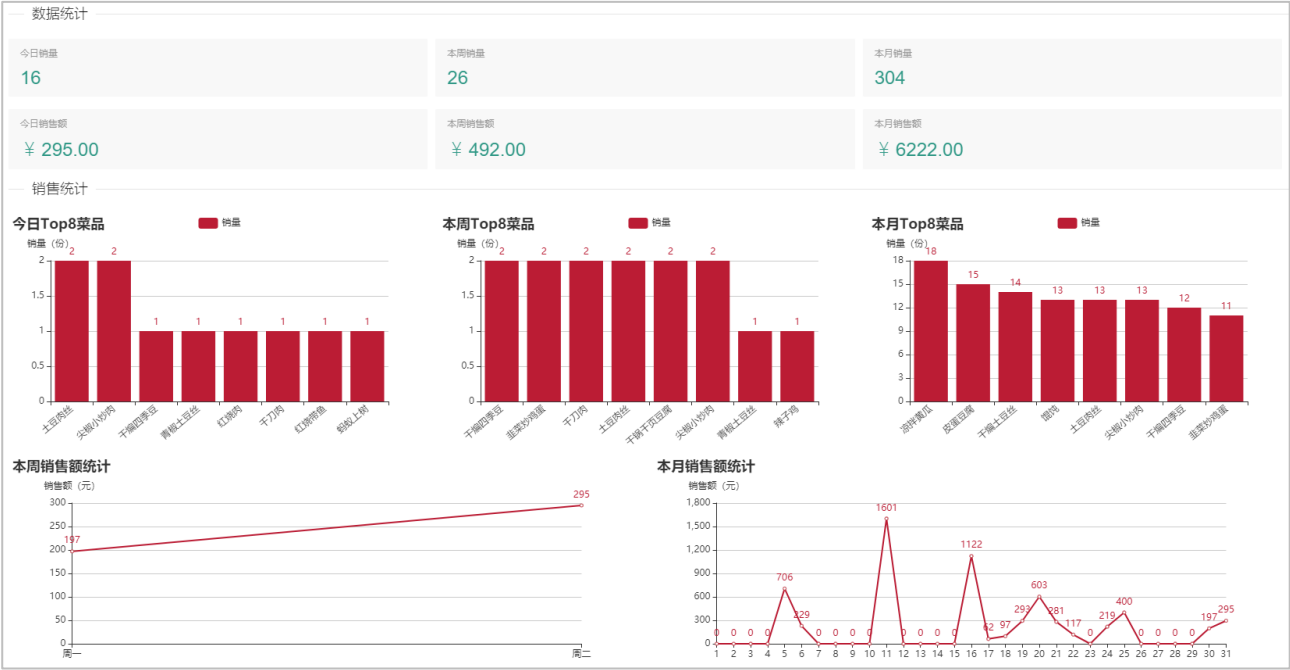 数据统计
今日销量
16
本周销量
26
本月销量
304
今日销售额
￥ 295.00
本周销售额
￥ 492.00
本月销售额
￥ 6222.00
销售统计
今日Top8菜品
销量
销量（份）
2
1.5
1
0.5
0
2
2
1
1
1
1
1
1
土豆肉丝
尖椒小炒肉
干煸四季豆
青椒土豆丝
红烧肉
千刀肉
红烧带鱼
蚂蚁上树
本周Top8菜品
销量
销量（份）
2
1.5
1
0.5
0
2
2
2
2
2
2
1
1
干煸四季豆
韭菜炒鸡蛋
千刀肉
土豆肉丝
干锅千页豆腐
尖椒小炒肉
青椒土豆丝
辣子鸡
本月Top8菜品
销量
销量（份）
18
15
12
9
6
3
0
18
15
14
13
13
13
12
11
凉拌黄瓜
皮蛋豆腐
干煸土豆丝
馄饨
土豆肉丝
尖椒小炒肉
干煸四季豆
韭菜炒鸡蛋
本周销售额统计
销售额（元）
300
250
200
150
100
50
0
197
295
周一
周二
本月销售额统计
销售额（元）
1,800
1,500
1,200
900
600
300
0
0 0 0 0 706 229 0 0 0 0 1601 0 0 0 0 1122 62 97 293 603 281 117 0 219 400 0 0 0 0 197 295
1 2 3 4 5 6 7 8 9 10 11 12 13 14 15 16 17 18 19 20 21 22 23 24 25 26 27 28 29 30 31